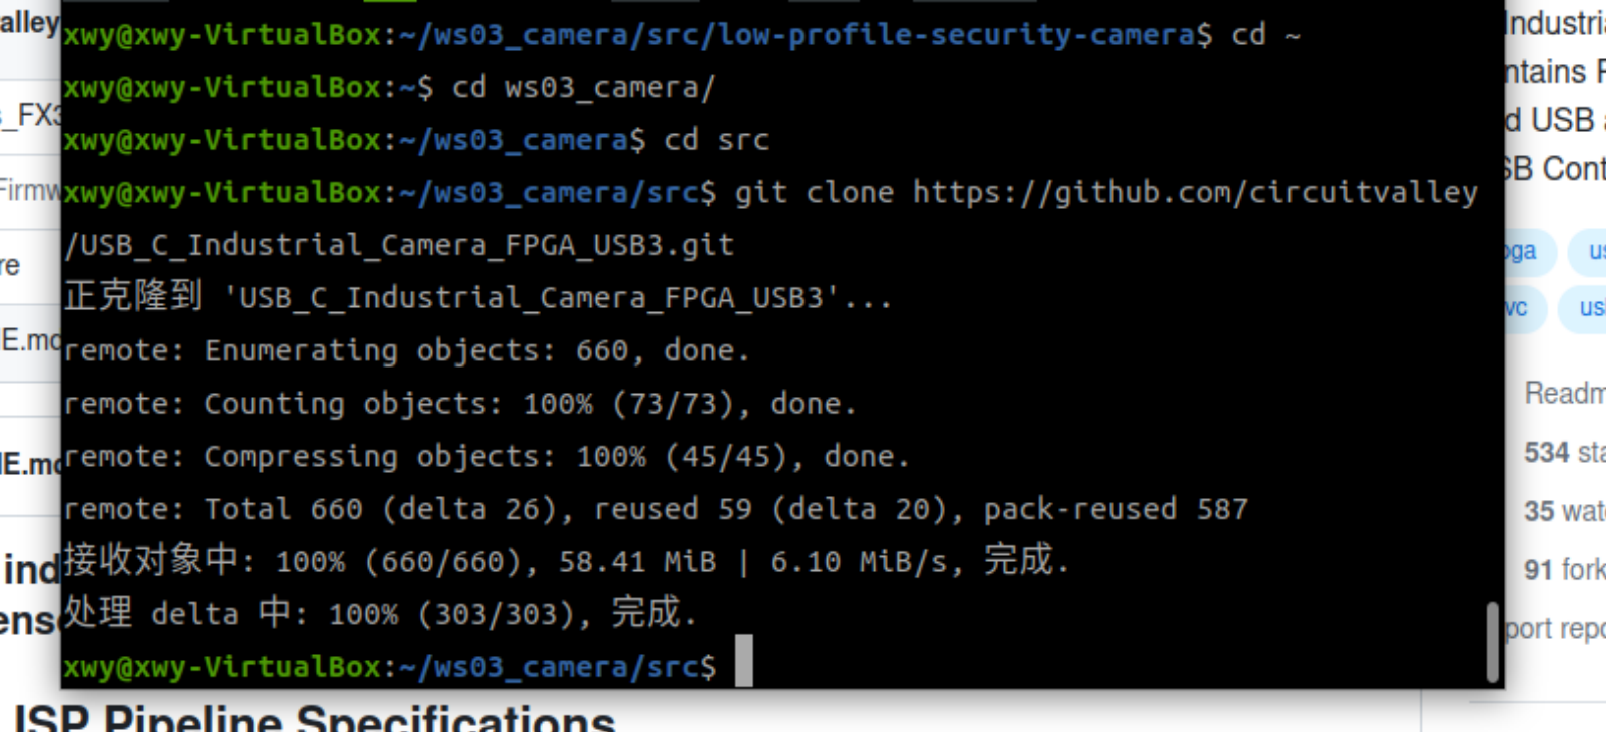 alley
xwy@xwy-VirtualBox:~/ws03_camera/src/low-profile-security-camera$ cd ~
xwy@xwy-VirtualBox:~$ cd ws03_camera/
xwy@xwy-VirtualBox:~/ws03_camera$ cd src
xwy@xwy-VirtualBox:~/ws03_camera/src$ git clone https://github.com/circuitvalley
/USB_C_Industrial_Camera_FPGA_USB3.git
正克隆到 'USB_C_Industrial_Camera_FPGA_USB3'...
remote: Enumerating objects: 660, done.
remote: Counting objects: 100% (73/73), done.
remote: Compressing objects: 100% (45/45), done.
remote: Total 660 (delta 26), reused 59 (delta 20), pack-reused 587
接收对象中: 100% (660/660), 58.41 MiB | 6.10 MiB/s, 完成.
处理 delta 中: 100% (303/303), 完成.
xwy@xwy-VirtualBox:~/ws03_camera/src$
_FX3
Firmw
re
E.md
E.md
ind
ens
ISP Pipeline Specifications
Industri
ntains
d USB
SB Cont
pga
us
vc
usb
Readm
534 sta
35 wat
91 fork
port repo